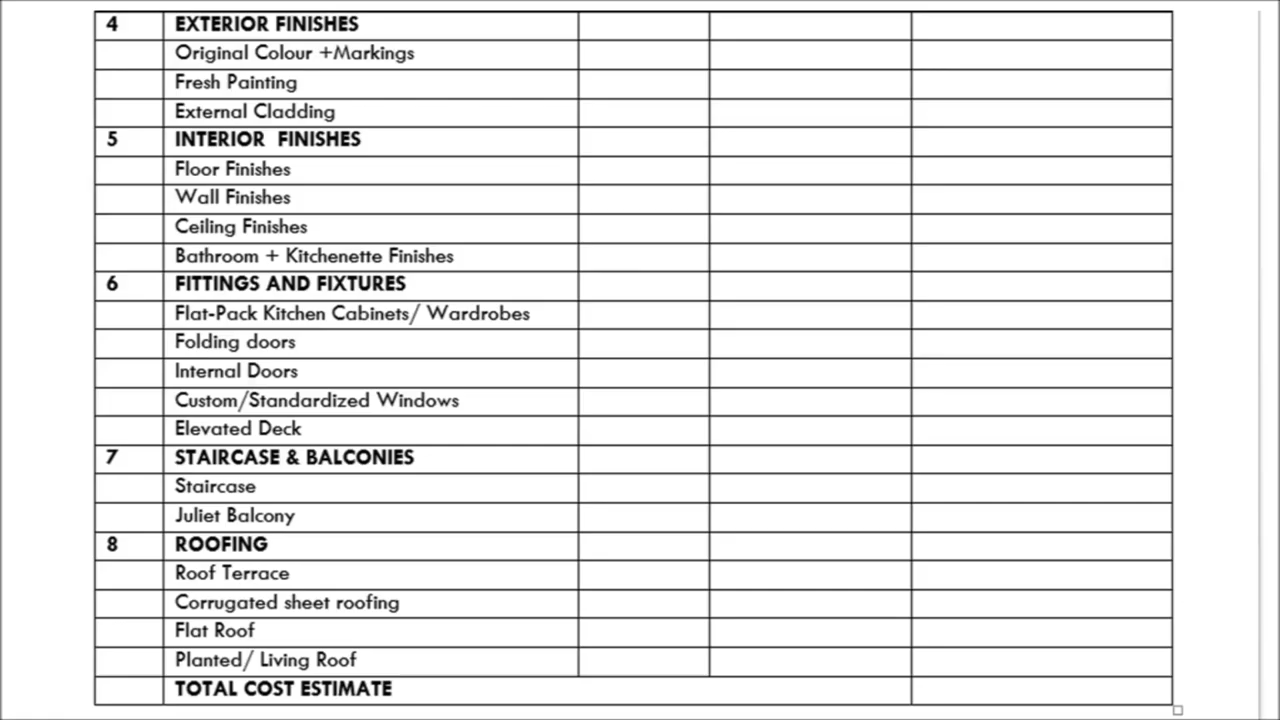 4 EXTERIOR FINISHES
Original Colour +Markings
Fresh Painting
External Cladding
5 INTERIOR FINISHES
Floor Finishes
Wall Finishes
Ceiling Finishes
Bathroom + Kitchenette Finishes
6 FITTINGS AND FIXTURES
Flat-Pack Kitchen Cabinets/ Wardrobes
Folding doors
Internal Doors
Custom/Standardized Windows
Elevated Deck
7 STAIRCASE & BALCONIES
Staircase
Juliet Balcony
8 ROOFING
Roof Terrace
Corrugated sheet roofing
Flat Roof
Planted/ Living Roof
TOTAL COST ESTIMATE